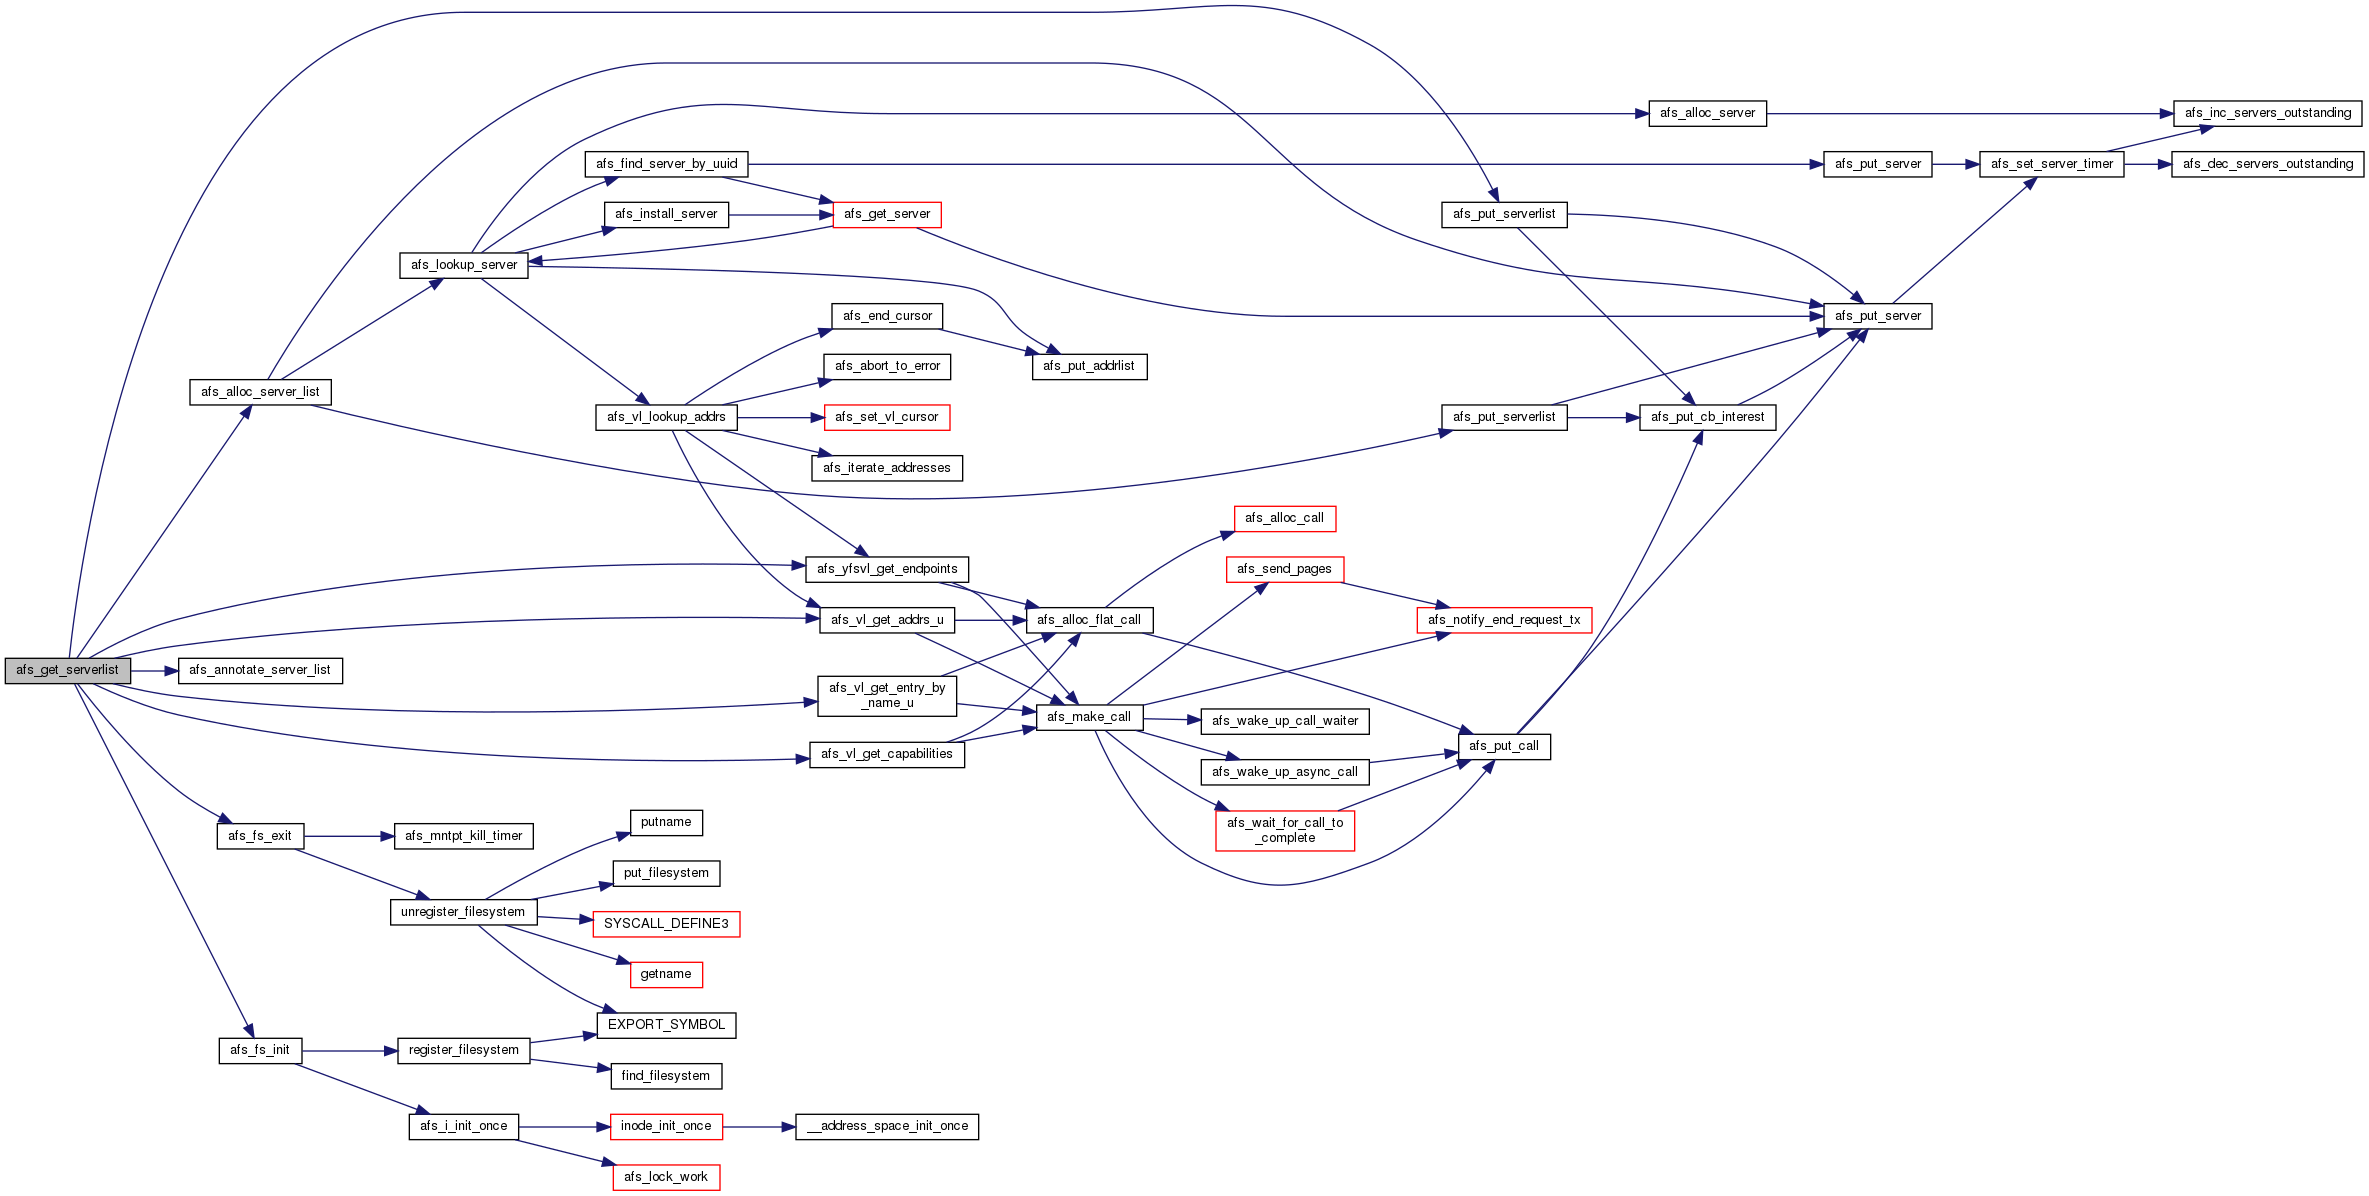 afs_alloc_server
afs_inc_servers_outstanding
afs_find_server_by_uuid
afs_put_server
afs_set_server_timer
afs_dec_servers_outstanding
afs_install_server
afs_get_server
afs_put_serverlist
afs_lookup_server
afs_end_cursor
afs_put_server
afs_abort_to_error
afs_put_addrlist
afs_alloc_server_list
afs_vl_lookup_addrs
afs_set_vl_cursor
afs_put_serverlist
afs_put_cb_interest
afs_iterate_addresses
afs_alloc_call
afs_yfsvl_get_endpoints
afs_send_pages
afs_vl_get_addrs_u
afs_alloc_flat_call
afs_notify_end_request_tx
afs_get_serverlist
afs_annotate_server_list
afs_vl_get_entry_by
_name_u
afs_make_call
afs_wake_up_call_waiter
afs_put_call
afs_vl_get_capabilities
afs_wake_up_async_call
afs_wait_for_call_to
_complete
afs_fs_exit
afs_mntpt_kill_timer
putname
put_filesystem
unregister_filesystem
SYSCALL_DEFINE3
getname
EXPORT_SYMBOL
afs_fs_init
register_filesystem
find_filesystem
afs_i_init_once
inode_init_once
__address_space_init_once
afs_lock_work